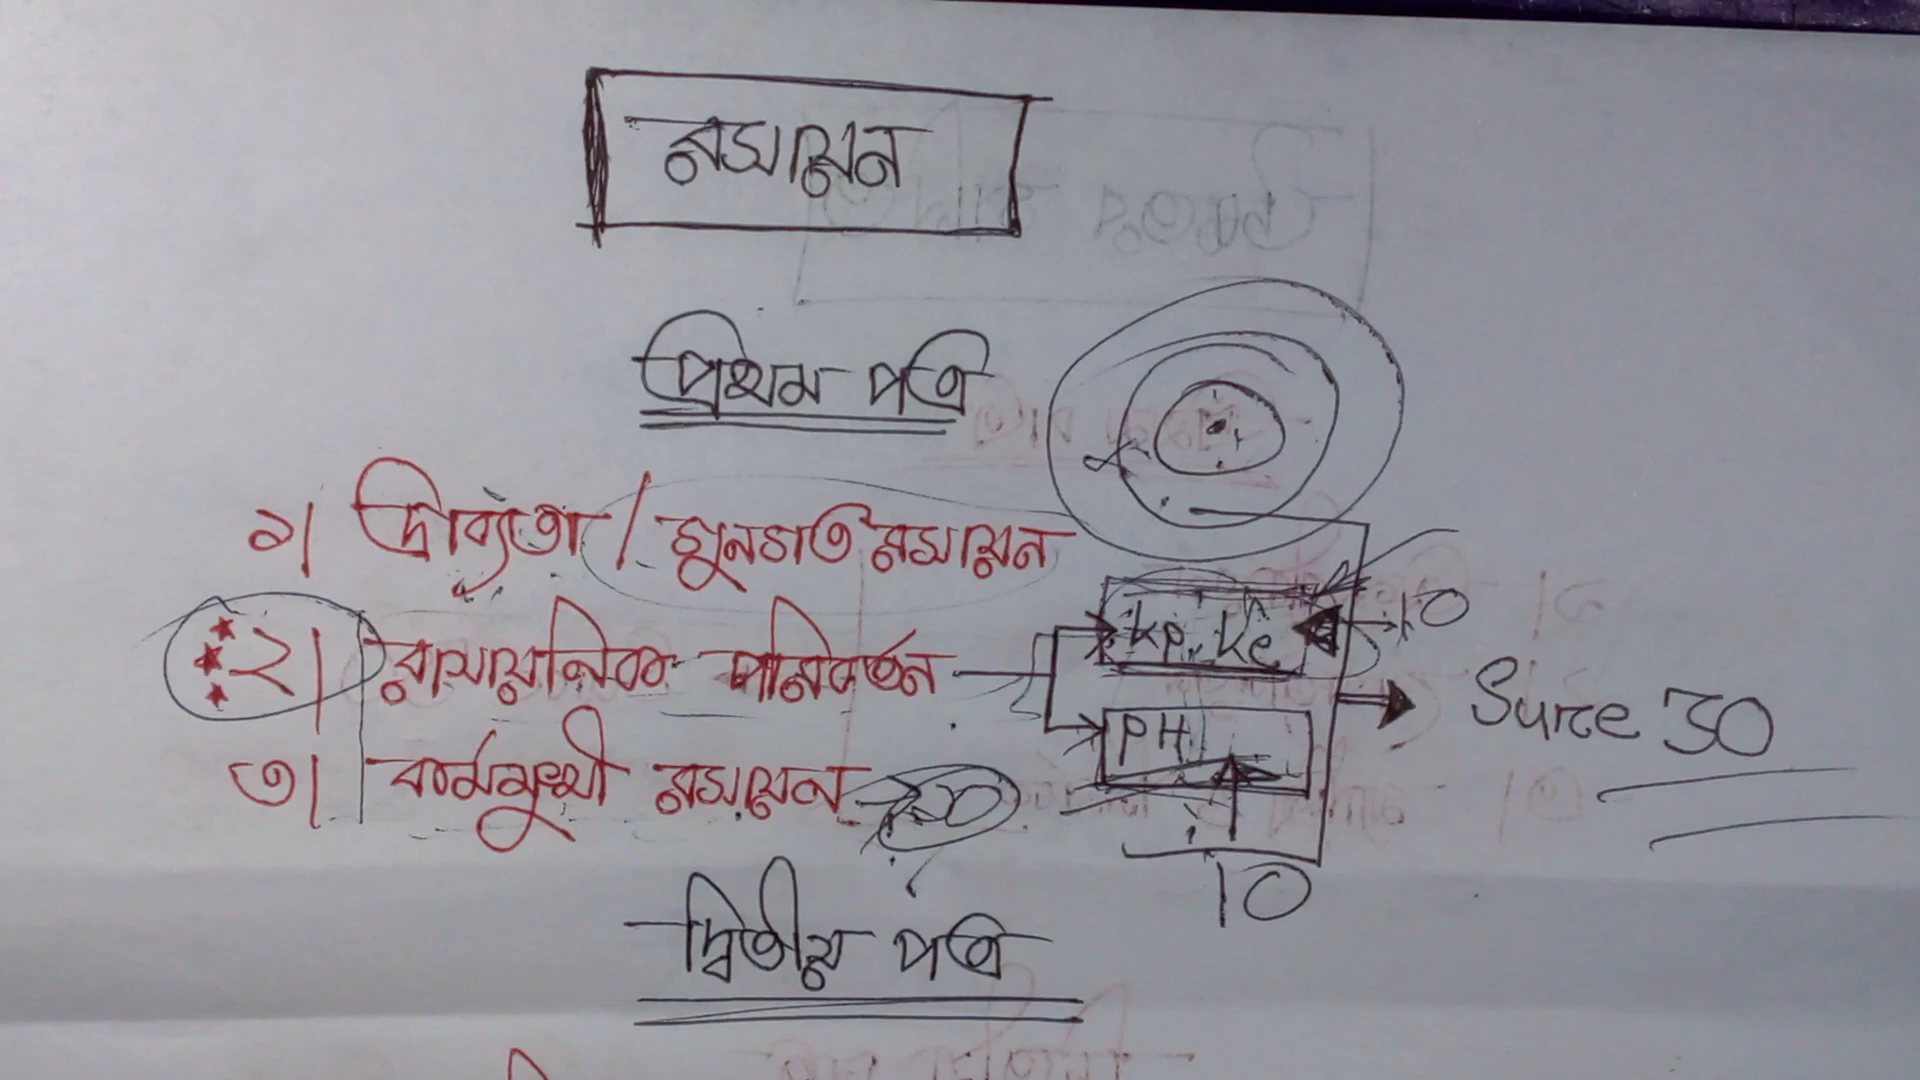 রসায়ন
প্রথম পত্র
১| দ্রাব্যতা / গুনগত রসায়ন
২| রাসায়নিক পরিবর্তন
Kp, Kc
10
PH
10
Sure 30
৩| কর্মমুখী রসায়ন
দ্বিতীয় পত্র